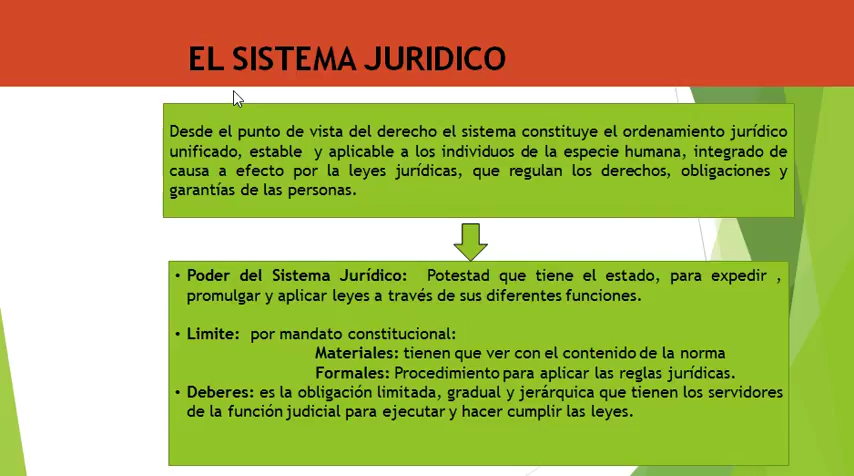 EL SISTEMA JURIDICO
Desde el punto de vista del derecho el sistema constituye el ordenamiento jurídico
unificado, estable y aplicable a los individuos de la especie humana, integrado de
causa a efecto por la leyes jurídicas, que regulan los derechos, obligaciones y
garantías de las personas.
• Poder del Sistema Jurídico: Potestad que tiene el estado, para expedir ,
promulgar y aplicar leyes a través de sus diferentes funciones.
• Limite: por mandato constitucional:
Materiales: tienen que ver con el contenido de la norma
Formales: Procedimiento para aplicar las reglas jurídicas.
• Deberes: es la obligación limitada, gradual y jerárquica que tienen los servidores
de la función judicial para ejecutar y hacer cumplir las leyes.